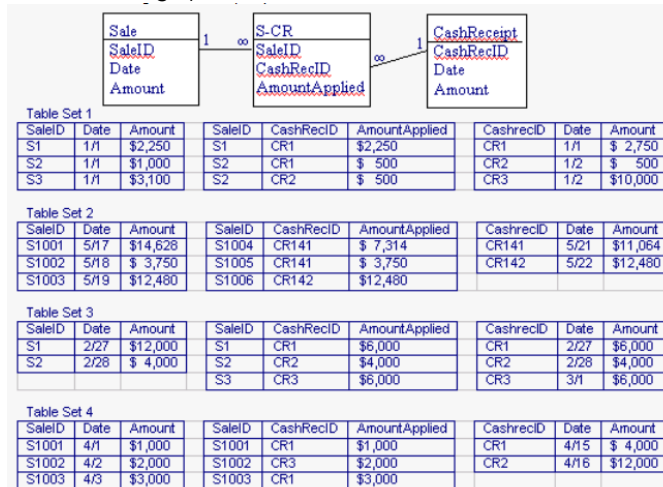 Sale S-CR CashReceipt
1 ∞ ∞ 1
SaleID SaleID CashRecID
Date CashRecID Date
Amount AmountApplied Amount
Table Set 1
SaleID Date Amount SaleID CashRecID AmountApplied CashrecID Date Amount
S1 1/1 $2,250 S1 CR1 $2,250 CR1 1/1 $ 2,750
S2 1/1 $1,000 S2 CR1 $ 500 CR2 1/2 $ 500
S3 1/1 $3,100 S2 CR2 $ 500 CR3 1/2 $10,000
Table Set 2
SaleID Date Amount SaleID CashRecID AmountApplied CashrecID Date Amount
S1001 5/17 $14,628 S1004 CR141 $ 7,314 CR141 5/21 $11,064
S1002 5/18 $ 3,750 S1005 CR141 $ 3,750 CR142 5/22 $12,480
S1003 5/19 $12,480 S1006 CR142 $12,480
Table Set 3
SaleID Date Amount SaleID CashRecID AmountApplied CashrecID Date Amount
S1 2/27 $12,000 S1 CR1 $6,000 CR1 2/27 $6,000
S2 2/28 $ 4,000 S2 CR2 $4,000 CR2 2/28 $4,000
S3 CR3 $6,000 CR3 3/1 $6,000
Table Set 4
SaleID Date Amount SaleID CashRecID AmountApplied CashrecID Date Amount
S1001 4/1 $1,000 S1001 CR1 $1,000 CR1 4/15 $ 4,000
S1002 4/2 $2,000 S1002 CR3 $2,000 CR2 4/16 $12,000
S1003 4/3 $3,000 S1003 CR1 $3,000